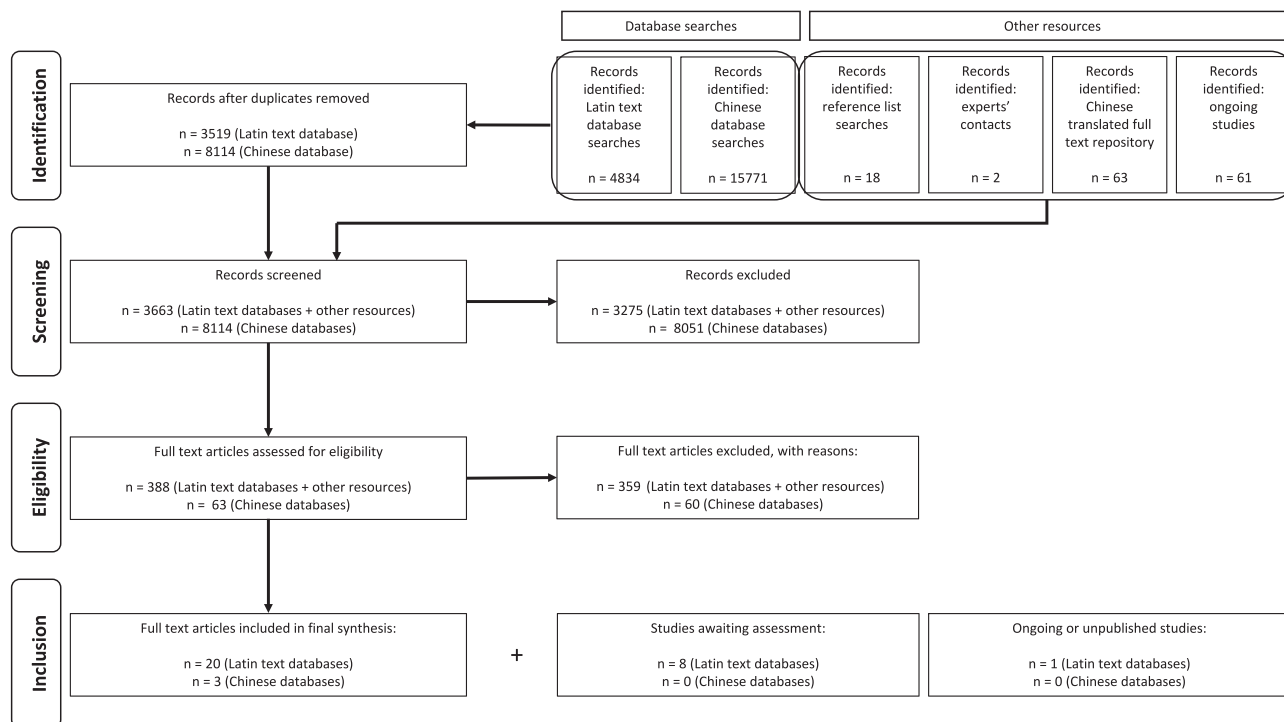 Database searches
Other resources
Identification
Records after duplicates removed
n = 3519 (Latin text database)
n = 8114 (Chinese database)
Records
identified:
Latin text
database
searches
n = 4834
Records
identified:
Chinese
database
searches
n = 15771
Records
identified:
reference list
searches
n = 18
Records
identified:
experts’
contacts
n = 2
Records
identified:
Chinese
translated full
text repository
n = 63
Records
identified:
ongoing
studies
n = 61
Screening
Records screened
n = 3663 (Latin text databases + other resources)
n = 8114 (Chinese databases)
Records excluded
n = 3275 (Latin text databases + other resources)
n = 8051 (Chinese databases)
Eligibility
Full text articles assessed for eligibility
n = 388 (Latin text databases + other resources)
n = 63 (Chinese databases)
Full text articles excluded, with reasons:
n = 359 (Latin text databases + other resources)
n = 60 (Chinese databases)
Inclusion
Full text articles included in final synthesis:
n = 20 (Latin text databases)
n = 3 (Chinese databases)
+
Studies awaiting assessment:
n = 8 (Latin text databases)
n = 0 (Chinese databases)
Ongoing or unpublished studies:
n = 1 (Latin text databases)
n = 0 (Chinese databases)